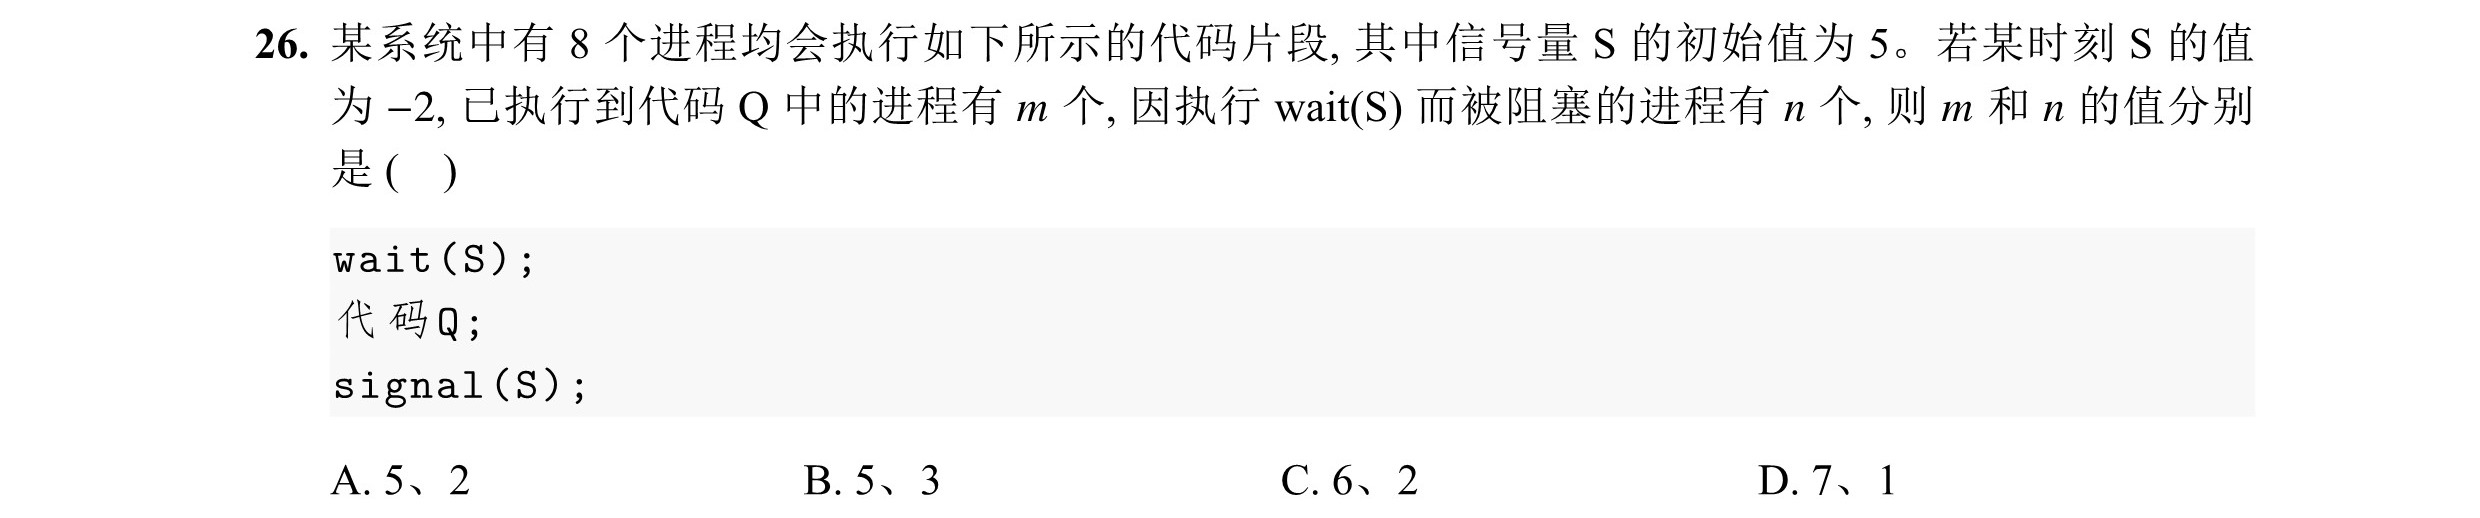 26. 某系统中有 8 个进程均会执行如下所示的代码片段, 其中信号量 S 的初始值为 5。若某时刻 S 的值
为 –2, 已执行到代码 Q 中的进程有 m 个, 因执行 wait(S) 而被阻塞的进程有 n 个, 则 m 和 n 的值分别
是 ( )
wait(S);
代码Q;
signal(S);
A. 5、2 B. 5、3 C. 6、2 D. 7、1